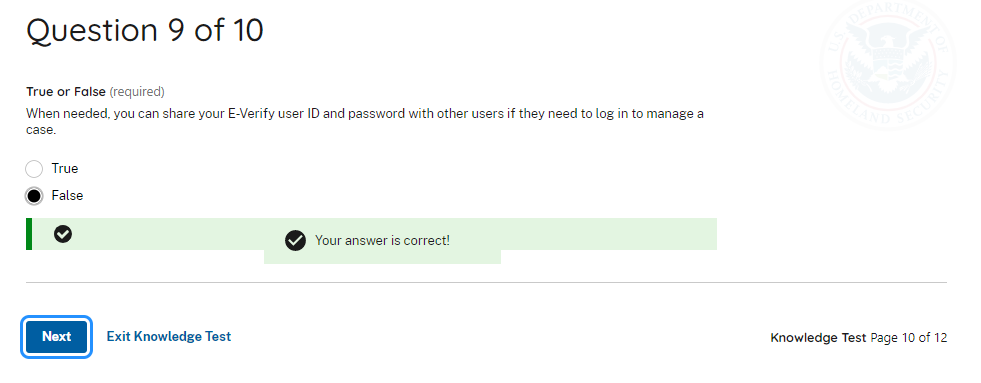 Question 9 of 10
U.S. DEPARTMENT OF
HOMELAND SECURITY
True or False (required)
When needed, you can share your E-Verify user ID and password with other users if they need to log in to manage a
case.
True
False
Your answer is correct!
Next
Exit Knowledge Test
Knowledge Test Page 10 of 12